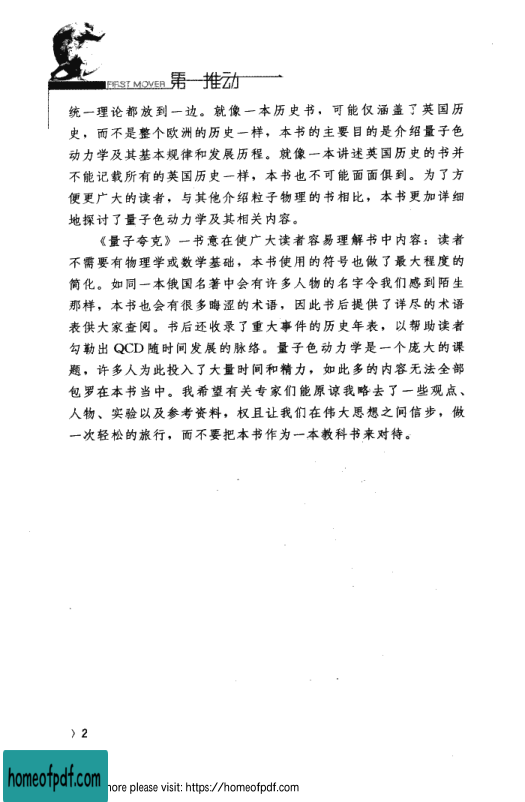 FIRST MOVER 第一推动
统一理论都放到一边。就像一本历史书，可能仅涵盖了英国历
史，而不是整个欧洲的历史一样，本书的主要目的是介绍量子色
动力学及其基本规律和发展历程。就像一本讲述英国历史的书并
不能记载所有的英国历史一样，本书也不可能面面俱到。为了方
便更广大的读者，与其他介绍粒子物理的书相比，本书更加详细
地探讨了量子色动力学及其相关内容。
《量子夸克》一书意在使广大读者容易理解书中内容：读者
不需要有物理学或数学基础，本书使用的符号也做了最大程度的
简化。如同一本俄国名著中会有许多人物的名字令我们感到陌生
那样，本书也会有很多晦涩的术语，因此书后提供了详尽的术语
表供大家查阅。书后还收录了重大事件的历史年表，以帮助读者
勾勒出 QCD 随时间发展的脉络。量子色动力学是一个庞大的课
题，许多人为此投入了大量时间和精力，如此多的内容无法全部
包罗在本书当中。我希望有关专家们能原谅我略去了一些观点、
人物、实验以及参考资料，权且让我们在伟大思想之间信步，做
一次轻松的旅行，而不要把本书作为一本教科书来对待。
〉2
homeofpdf.com
more please visit: https://homeofpdf.com